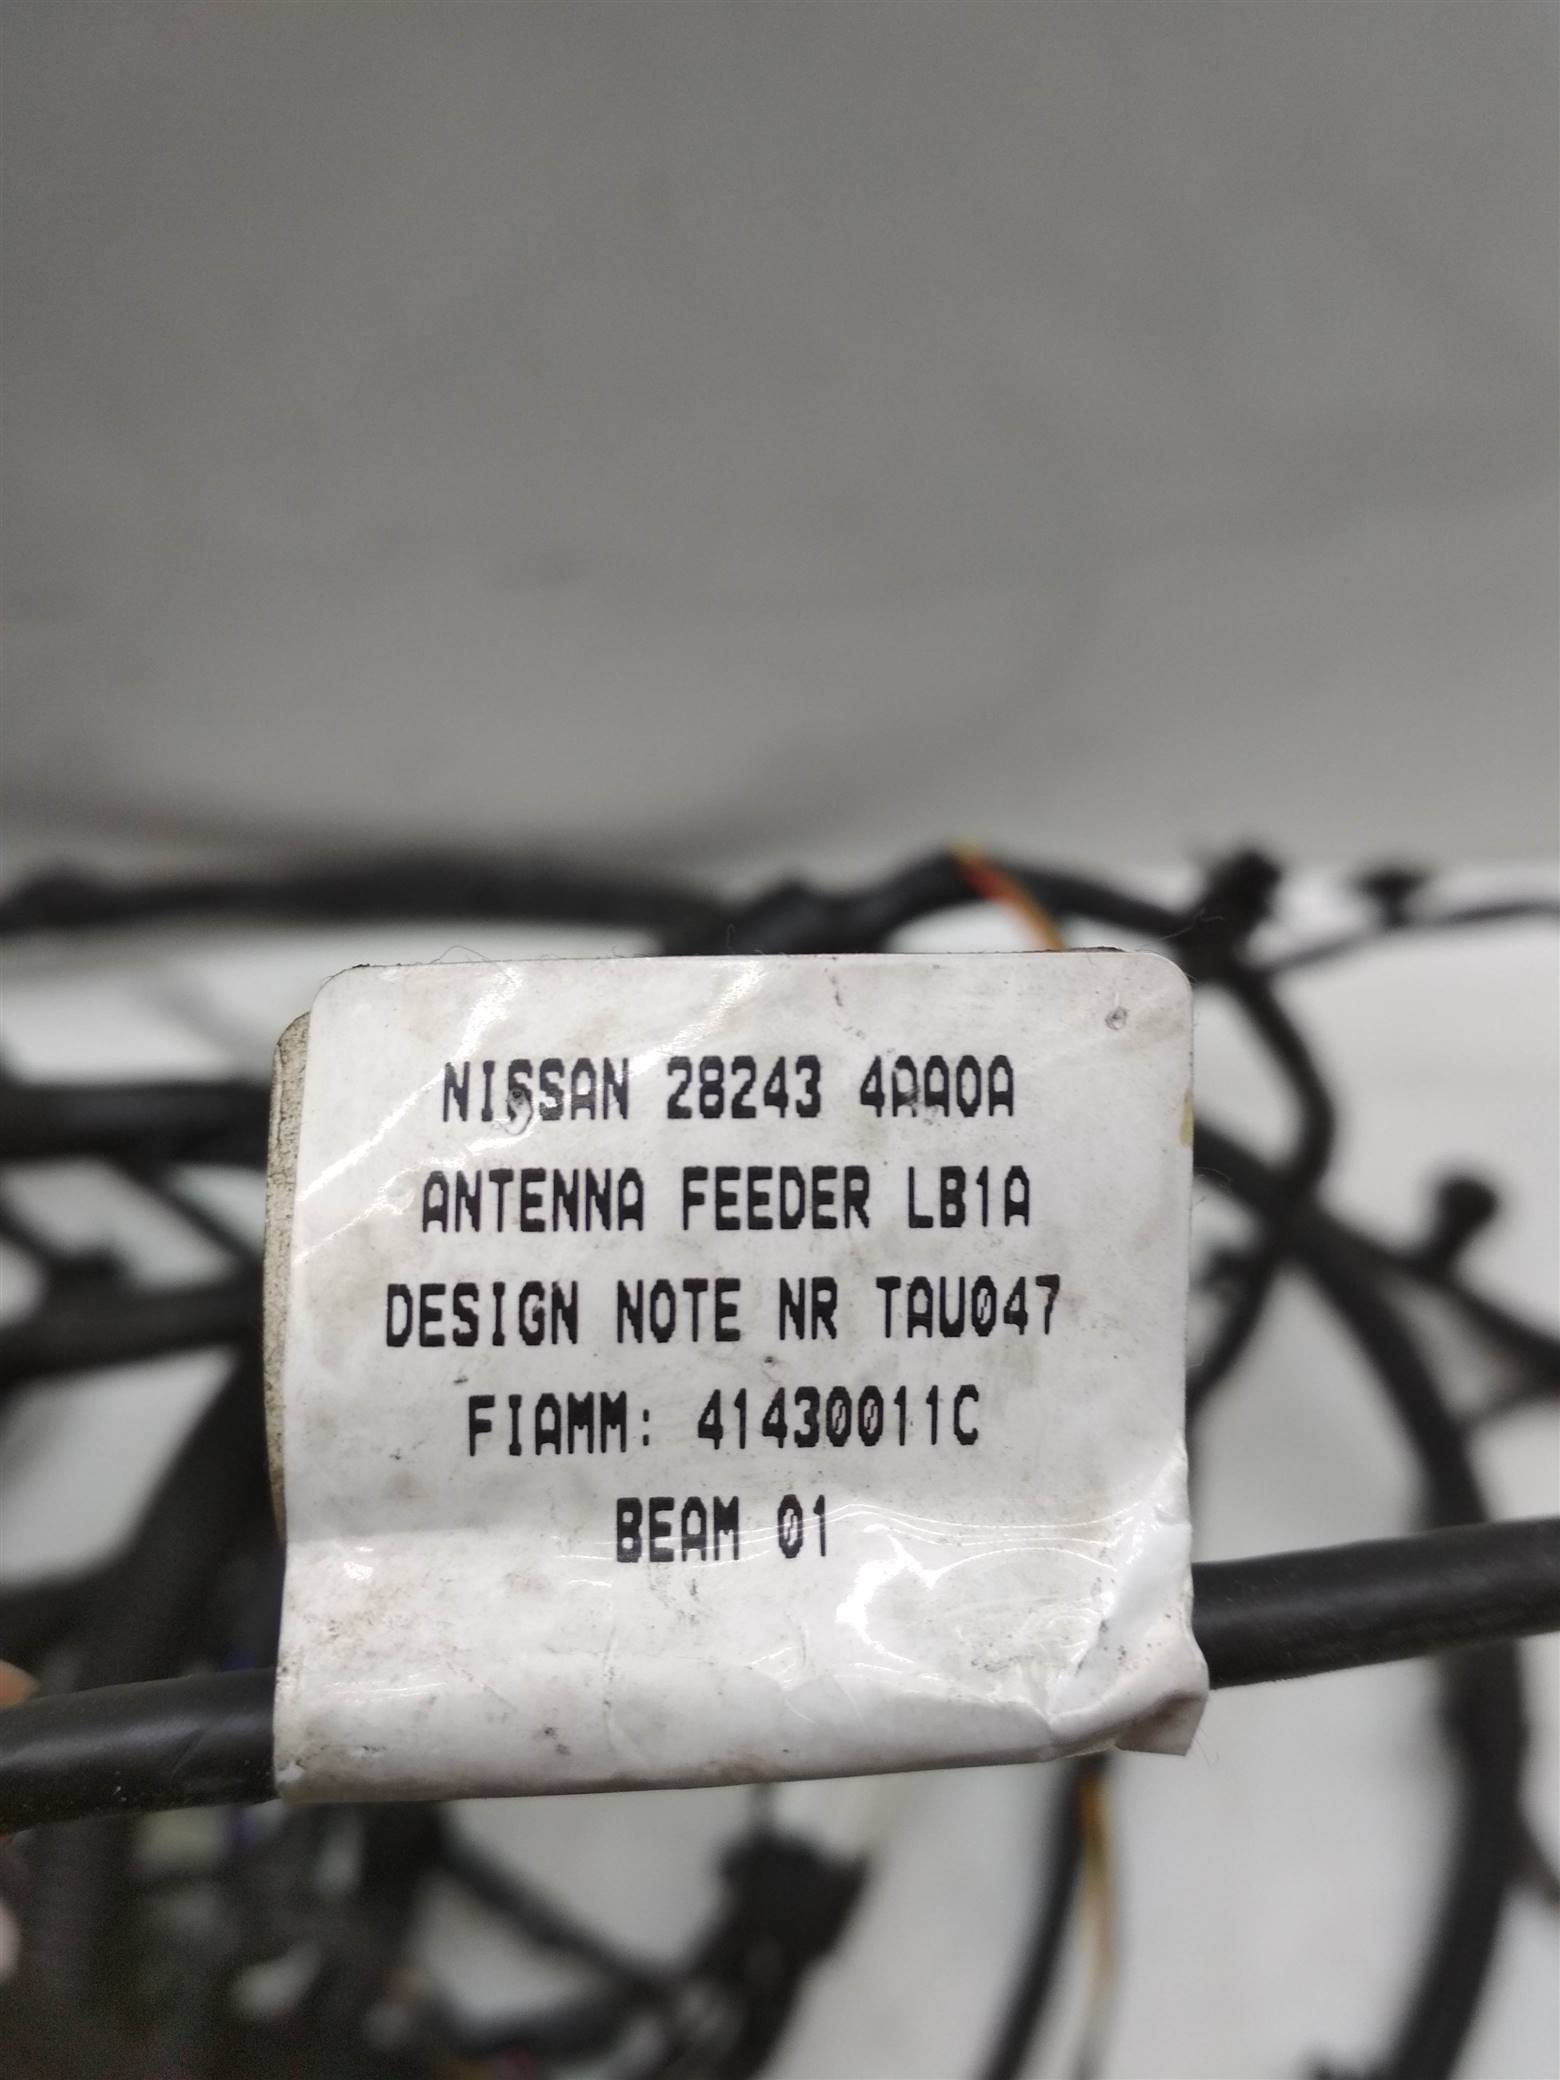 NISSAN 28243 4AA0A
ANTENNA FEEDER LB1A
DESIGN NOTE NR TAU047
FIAMM: 41430011C
BEAM 01